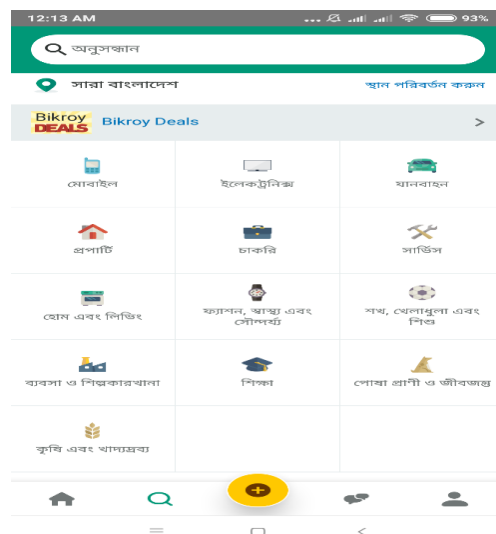 12:13 AM
93%
অনুসন্ধান
সারা বাংলাদেশ
স্থান পরিবর্তন করুন
Bikroy
DEALS
Bikroy Deals
মোবাইল
ইলেকট্রনিক্স
যানবাহন
প্রপার্টি
চাকরি
সার্ভিস
হোম এবং লিভিং
ফ্যাশন, স্বাস্থ্য এবং
সৌন্দর্য্য
শখ, খেলাধুলা এবং
শিশু
ব্যবসা ও শিল্পকারখানা
শিক্ষা
পোষা প্রাণী ও জীবজন্তু
কৃষি এবং খাদ্যদ্রব্য